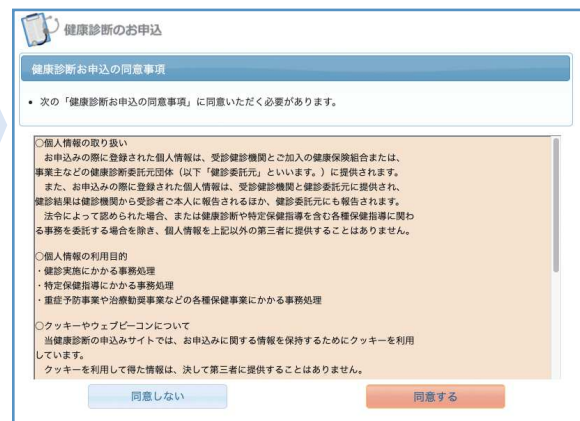 健康診断のお申込
健康診断お申込の同意事項
• 次の「健康診断お申込の同意事項」に同意いただく必要があります。
○個人情報の取り扱い
お申込みの際に登録された個人情報は、受診健診機関とご加入の健康保険組合または、
事業主などの健康診断委託元団体（以下「健診委託元」といいます。）に提供されます。
また、お申込みの際に登録された個人情報は、受診健診機関と健診委託元に提供され、
健診結果は健診機関から受診者ご本人に報告されるほか、健診委託元にも報告されます。
法令によって認められた場合、または健康診断や特定保健指導を含む各種保健指導に関わ
る事務を委託する場合を除き、個人情報を上記以外の第三者に提供することはありません。
○個人情報の利用目的
・健診実施にかかる事務処理
・特定保健指導にかかる事務処理
・重症予防事業や治療勧奨事業などの各種保健事業にかかる事務処理
○クッキーやウェブビーコンについて
当健康診断の申込みサイトでは、お申込みに関する情報を保持するためにクッキーを利用
しています。
クッキーを利用して得た情報は、決して第三者に提供することはありません。
同意しない
同意する